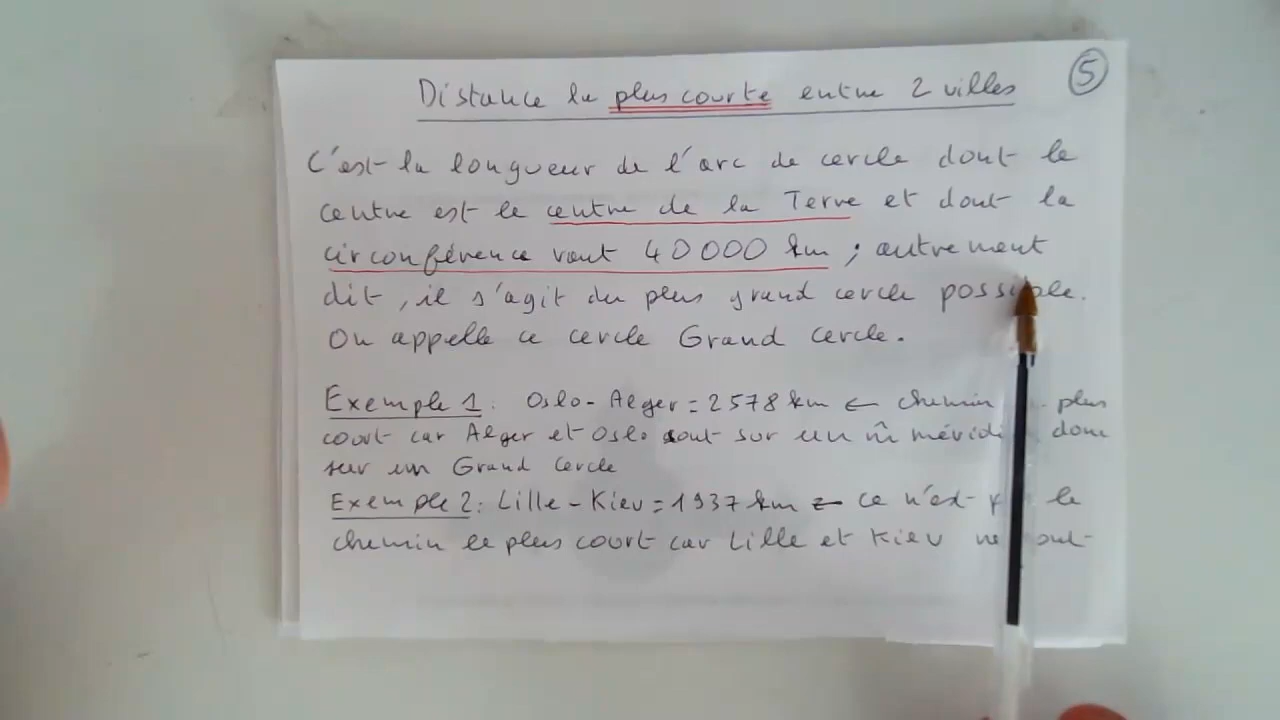 Distance la plus courte entre 2 villes
5
C'est la longueur de l'arc de cercle dont le
centre est le centre de la Terre et dont la
circonférence vaut 40 000 km ; autrement
dit, il s'agit du plus grand cercle possible.
On appelle ce cercle Grand Cercle.
Exemple 1 : Oslo - Alger = 2578 km ← chemin plus
court car Alger et Oslo sont sur un m̂ donc
sur un Grand Cercle
Exemple 2 : Lille - Kiev = 1937 km ← ce n'est le
chemin le plus court car Lille et Kiev